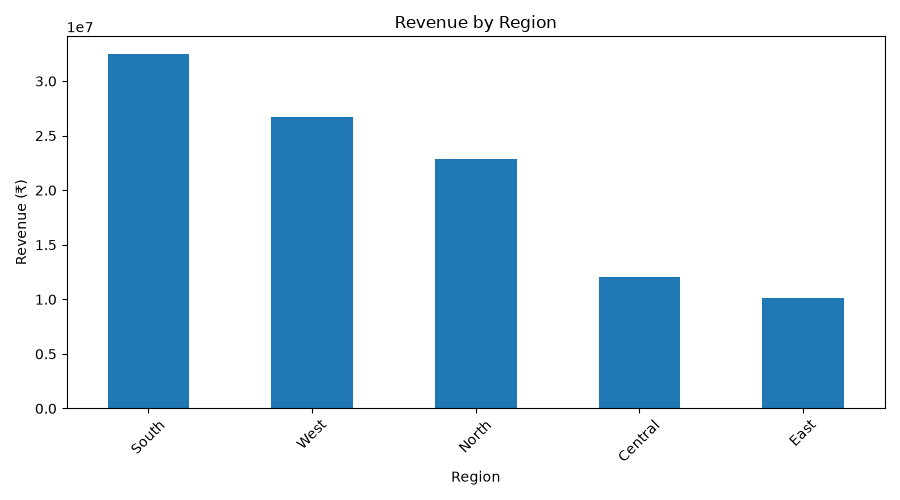 Revenue by Region
1e7
3.0
2.5
2.0
1.5
1.0
0.5
0.0
Revenue (₹)
South
West
North
Central
East
Region